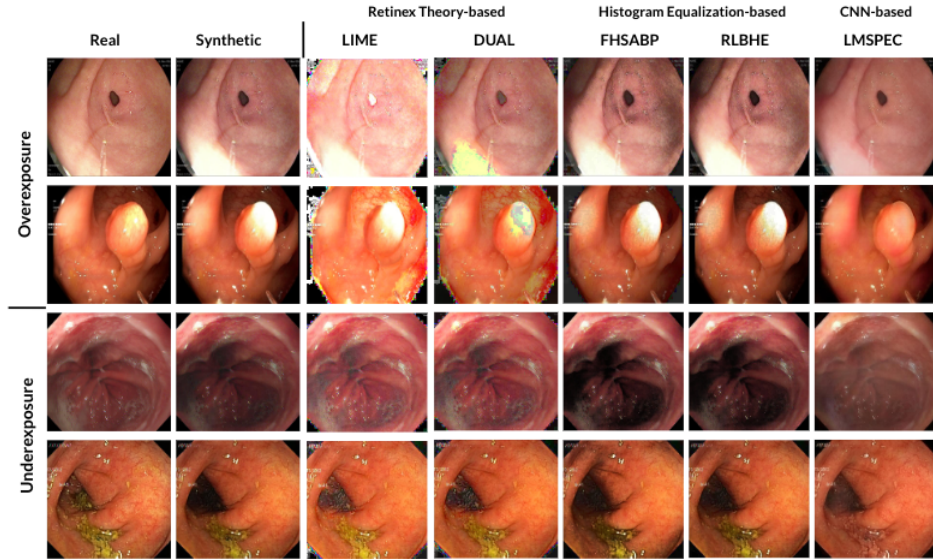 Retinex Theory-based Histogram Equalization-based CNN-based
Real Synthetic LIME DUAL FHSABP RLBHE LMSPEC
Overexposure
Underexposure